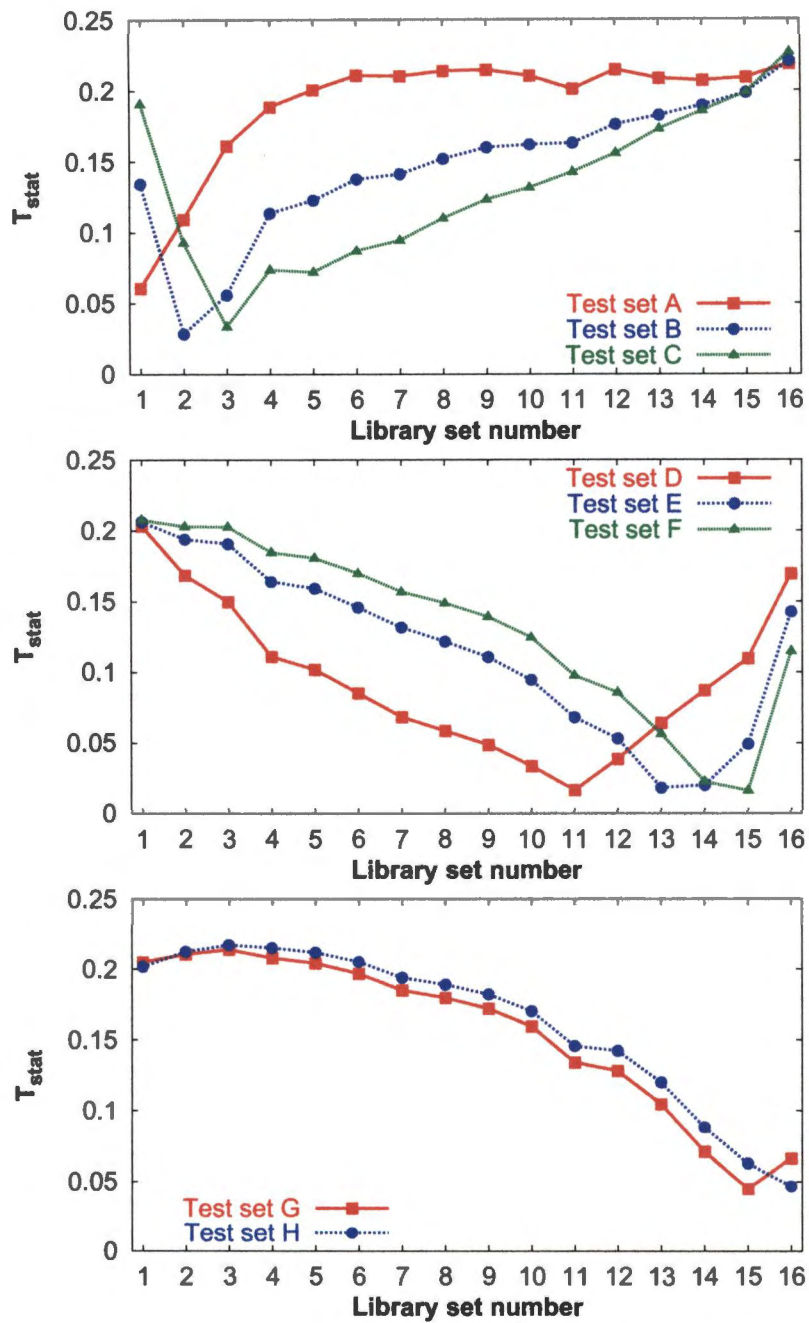 0.25
0.2
0.15
0.1
0.05
0
T_stat
Test set A
Test set B
Test set C
1 2 3 4 5 6 7 8 9 10 11 12 13 14 15 16
Library set number
0.25
0.2
0.15
0.1
0.05
0
T_stat
Test set D
Test set E
Test set F
1 2 3 4 5 6 7 8 9 10 11 12 13 14 15 16
Library set number
0.25
0.2
0.15
0.1
0.05
0
T_stat
Test set G
Test set H
1 2 3 4 5 6 7 8 9 10 11 12 13 14 15 16
Library set number